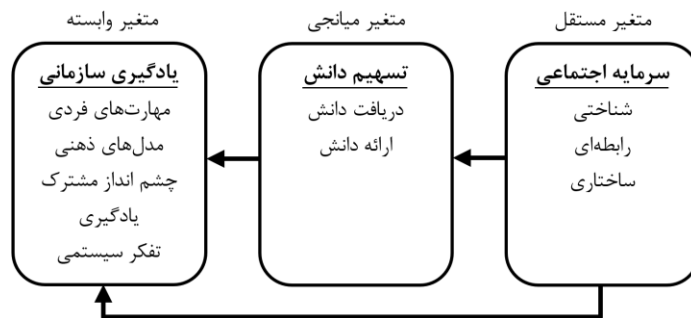 متغیر مستقل
سرمایه اجتماعی
شناختی
رابطه‌ای
ساختاری
متغیر میانجی
تسهیم دانش
دریافت دانش
ارائه دانش
متغیر وابسته
یادگیری سازمانی
مهارت‌های فردی
مدل‌های ذهنی
چشم انداز مشترک
یادگیری
تفکر سیستمی